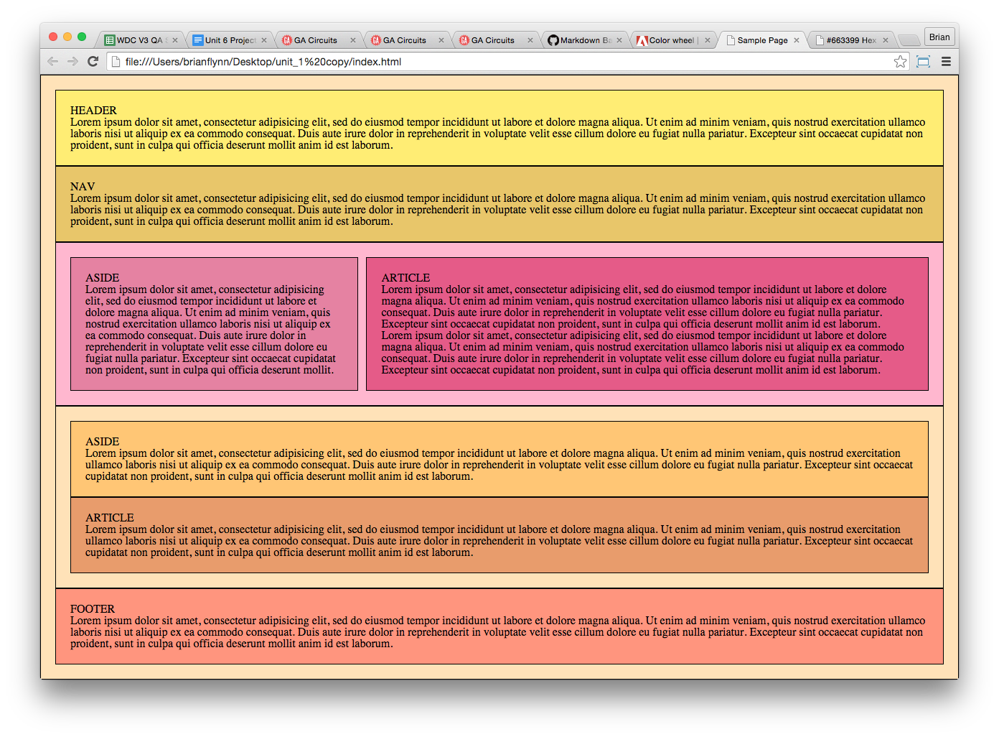 WDC V3 QA S
Unit 6 Project
GA Circuits
GA Circuits
GA Circuits
Markdown Ba
Color wheel |
Sample Page
#663399 Hex
Brian
file:///Users/brianflynn/Desktop/unit_1%20copy/index.html
HEADER
Lorem ipsum dolor sit amet, consectetur adipisicing elit, sed do eiusmod tempor incididunt ut labore et dolore magna aliqua. Ut enim ad minim veniam, quis nostrud exercitation ullamco
laboris nisi ut aliquip ex ea commodo consequat. Duis aute irure dolor in reprehenderit in voluptate velit esse cillum dolore eu fugiat nulla pariatur. Excepteur sint occaecat cupidatat non
proident, sunt in culpa qui officia deserunt mollit anim id est laborum.
NAV
Lorem ipsum dolor sit amet, consectetur adipisicing elit, sed do eiusmod tempor incididunt ut labore et dolore magna aliqua. Ut enim ad minim veniam, quis nostrud exercitation ullamco
laboris nisi ut aliquip ex ea commodo consequat. Duis aute irure dolor in reprehenderit in voluptate velit esse cillum dolore eu fugiat nulla pariatur. Excepteur sint occaecat cupidatat non
proident, sunt in culpa qui officia deserunt mollit anim id est laborum.
ASIDE
Lorem ipsum dolor sit amet, consectetur adipisicing
elit, sed do eiusmod tempor incididunt ut labore et
dolore magna aliqua. Ut enim ad minim veniam, quis
nostrud exercitation ullamco laboris nisi ut aliquip ex
ea commodo consequat. Duis aute irure dolor in
reprehenderit in voluptate velit esse cillum dolore eu
fugiat nulla pariatur. Excepteur sint occaecat cupidatat
non proident, sunt in culpa qui officia deserunt mollit.
ARTICLE
Lorem ipsum dolor sit amet, consectetur adipisicing elit, sed do eiusmod tempor incididunt ut labore et dolore
magna aliqua. Ut enim ad minim veniam, quis nostrud exercitation ullamco laboris nisi ut aliquip ex ea commodo
consequat. Duis aute irure dolor in reprehenderit in voluptate velit esse cillum dolore eu fugiat nulla pariatur.
Excepteur sint occaecat cupidatat non proident, sunt in culpa qui officia deserunt mollit anim id est laborum.
Lorem ipsum dolor sit amet, consectetur adipisicing elit, sed do eiusmod tempor incididunt ut labore et dolore
magna aliqua. Ut enim ad minim veniam, quis nostrud exercitation ullamco laboris nisi ut aliquip ex ea commodo
consequat. Duis aute irure dolor in reprehenderit in voluptate velit esse cillum dolore eu fugiat nulla pariatur.
Excepteur sint occaecat cupidatat non proident, sunt in culpa qui officia deserunt mollit anim id est laborum.
ASIDE
Lorem ipsum dolor sit amet, consectetur adipisicing elit, sed do eiusmod tempor incididunt ut labore et dolore magna aliqua. Ut enim ad minim veniam, quis nostrud exercitation
ullamco laboris nisi ut aliquip ex ea commodo consequat. Duis aute irure dolor in reprehenderit in voluptate velit esse cillum dolore eu fugiat nulla pariatur. Excepteur sint occaecat
cupidatat non proident, sunt in culpa qui officia deserunt mollit anim id est laborum.
ARTICLE
Lorem ipsum dolor sit amet, consectetur adipisicing elit, sed do eiusmod tempor incididunt ut labore et dolore magna aliqua. Ut enim ad minim veniam, quis nostrud exercitation
ullamco laboris nisi ut aliquip ex ea commodo consequat. Duis aute irure dolor in reprehenderit in voluptate velit esse cillum dolore eu fugiat nulla pariatur. Excepteur sint occaecat
cupidatat non proident, sunt in culpa qui officia deserunt mollit anim id est laborum.
FOOTER
Lorem ipsum dolor sit amet, consectetur adipisicing elit, sed do eiusmod tempor incididunt ut labore et dolore magna aliqua. Ut enim ad minim veniam, quis nostrud exercitation ullamco
laboris nisi ut aliquip ex ea commodo consequat. Duis aute irure dolor in reprehenderit in voluptate velit esse cillum dolore eu fugiat nulla pariatur. Excepteur sint occaecat cupidatat non
proident, sunt in culpa qui officia deserunt mollit anim id est laborum.